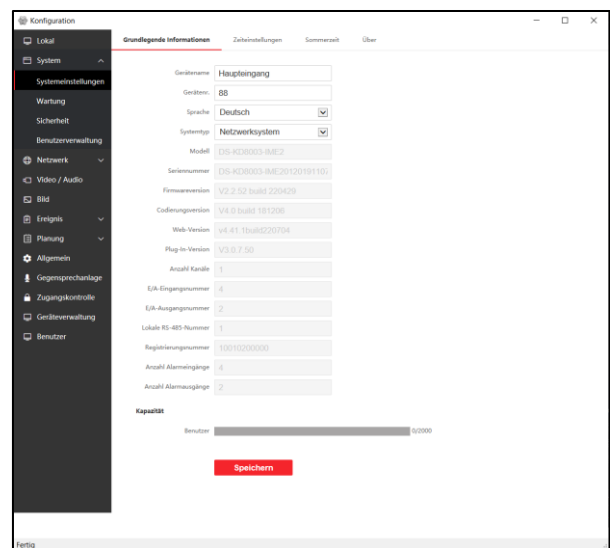 Konfiguration
Lokal
System
Systemeinstellungen
Wartung
Sicherheit
Benutzerverwaltung
Netzwerk
Video / Audio
Bild
Ereignis
Planung
Allgemein
Gegensprechanlage
Zugangskontrolle
Geräteverwaltung
Benutzer
Grundlegende Informationen Zeiteinstellungen Sommerzeit Über
Gerätename Haupteingang
Gerätenr. 88
Sprache Deutsch
Systemtyp Netzwerksystem
Modell DS-KD8003-IME2
Seriennummer
Firmwareversion V2.2.52 build 220429
Codierungsversion V4.0 build 181206
Web-Version v4.41.1build220704
Plug-In-Version V3.0.7.50
Anzahl Kanäle 1
E/A-Eingangsnummer 4
E/A-Ausgangsnummer 2
Lokale RS-485-Nummer 1
Registrierungsnummer 10010200000
Anzahl Alarmeingänge 4
Anzahl Alarmausgänge 2
Kapazität
Benutzer 0/2000
Speichern
Fertig